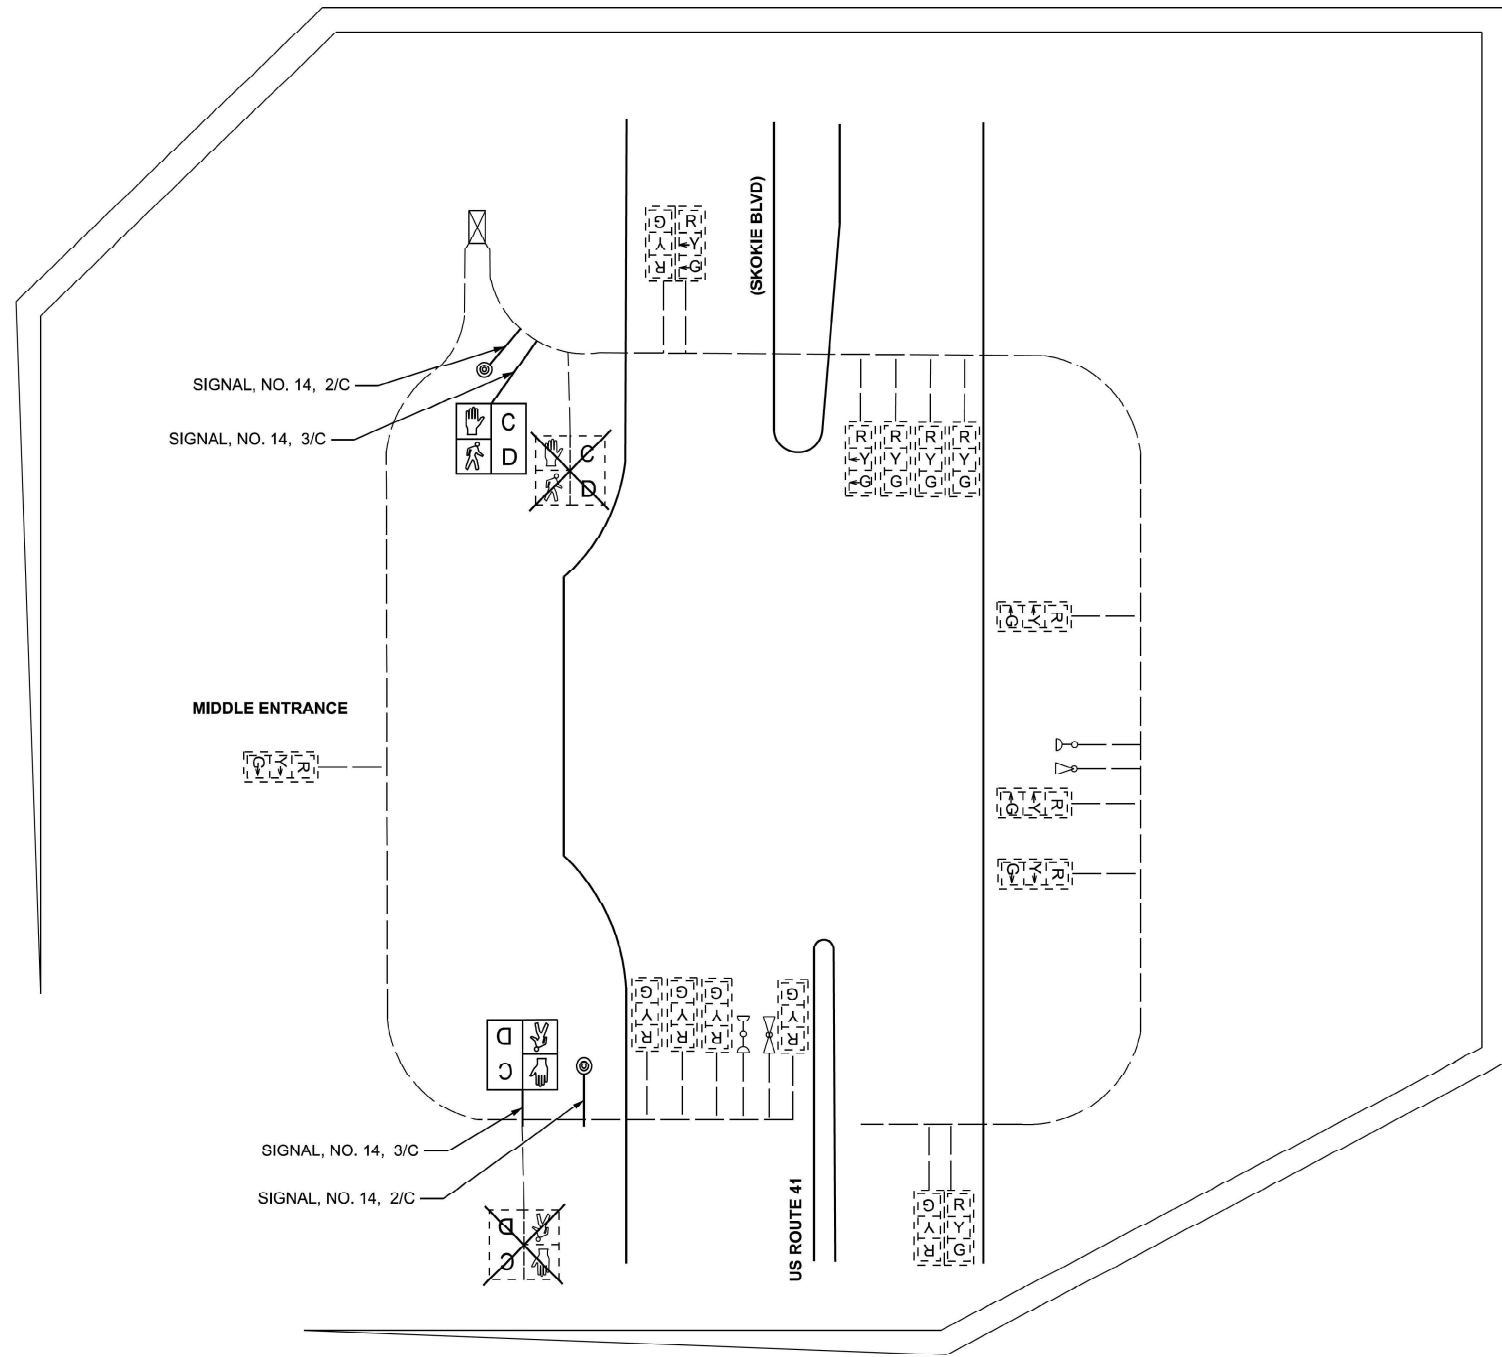 (SKOKIE BLVD)
G R
Y Y
R G
SIGNAL, NO. 14, 2/C
SIGNAL, NO. 14, 3/C
C
D
C
D
R R R R
Y Y Y Y
G G G G
G Y R
MIDDLE ENTRANCE
G Y R
G Y R
G Y R
G G G G
Y Y Y Y
R R R R
D
C
SIGNAL, NO. 14, 3/C
SIGNAL, NO. 14, 2/C
US ROUTE 41
D
C
G R
Y Y
R G